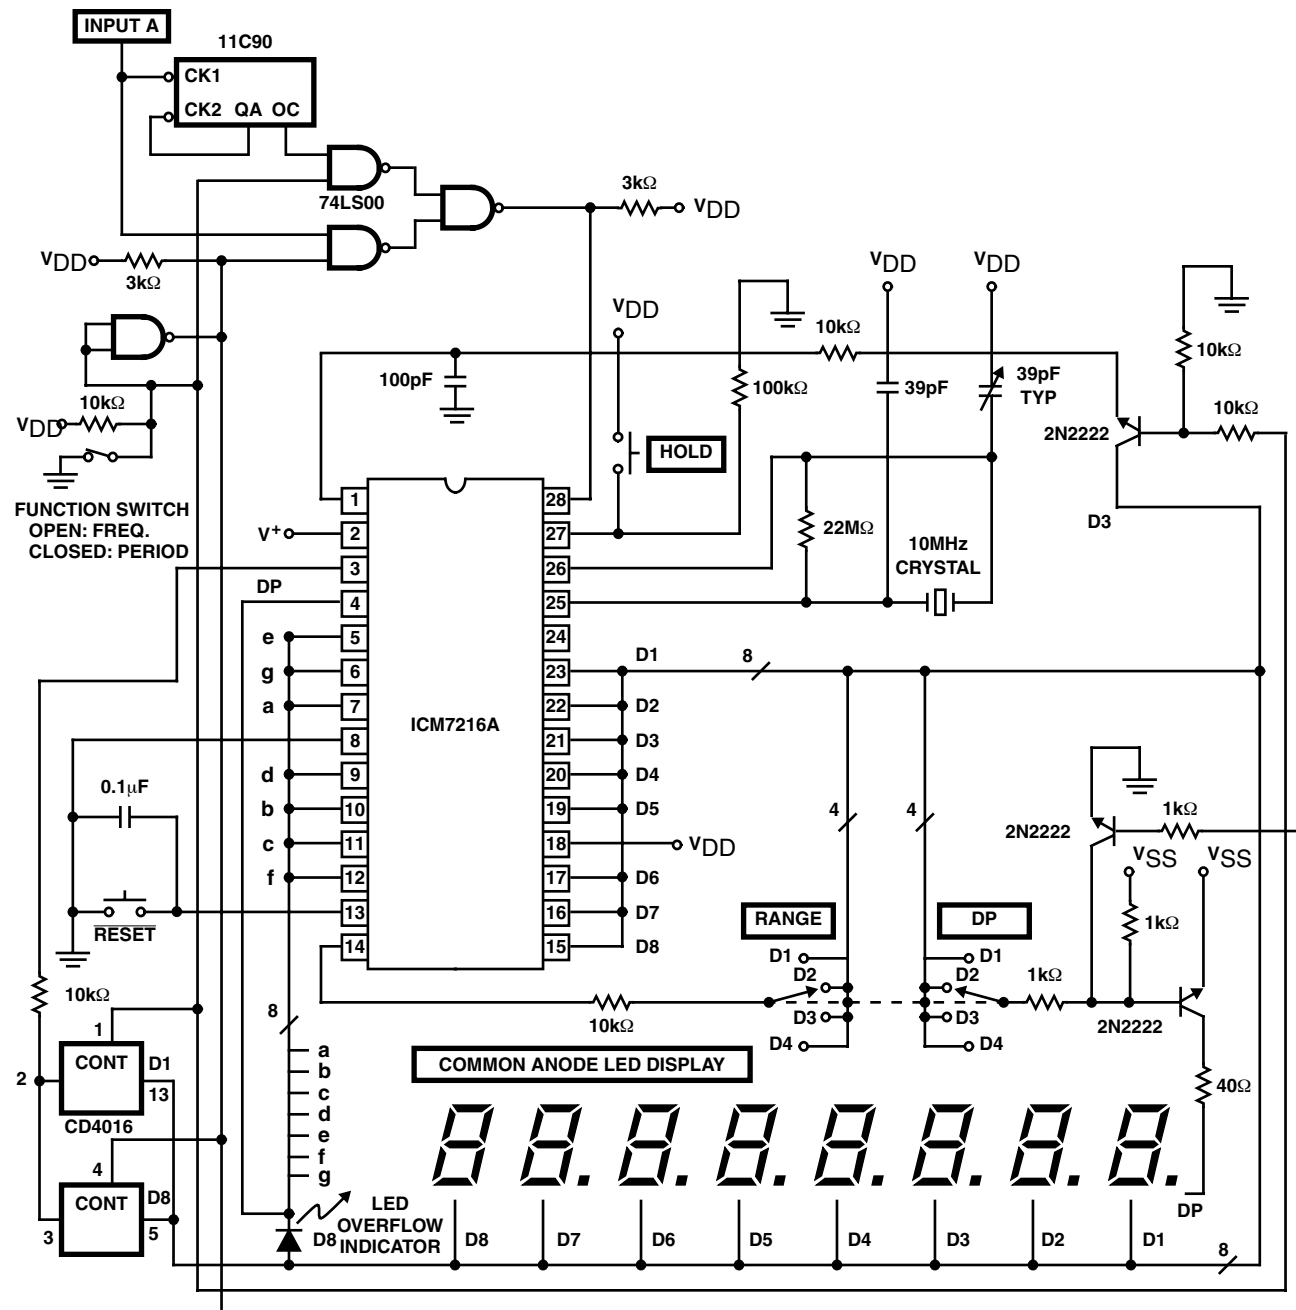 INPUT A
11C90
CK1
CK2 QA OC
74LS00
3kΩ
VDD
VDD
3kΩ
VDD
VDD
VDD
10kΩ
10kΩ
100pF
100kΩ
39pF
39pF
TYP
10kΩ
10kΩ
VDD
2N2222
HOLD
FUNCTION SWITCH
OPEN: FREQ.
CLOSED: PERIOD
V+
D3
22MΩ
10MHz
CRYSTAL
DP
1
2
3
4
5
6
7
8
9
10
11
12
13
14
28
27
26
25
24
23
22
21
20
19
18
17
16
15
ICM7216A
e
g
a
d
b
c
f
D1
D2
D3
D4
D5
VDD
D6
D7
D8
8
4
4
0.1μF
RESET
2N2222
1kΩ
VSS
VSS
1kΩ
RANGE
DP
D1
D2
D3
D4
D1
D2
D3
D4
1kΩ
2N2222
10kΩ
10kΩ
40Ω
8
1
CONT
D1
2
13
CD4016
4
CONT
D8
3
5
a
b
c
d
e
f
g
COMMON ANODE LED DISPLAY
LED
OVERFLOW
INDICATOR
D8
D8
D7
D6
D5
D4
D3
D2
D1
DP
8